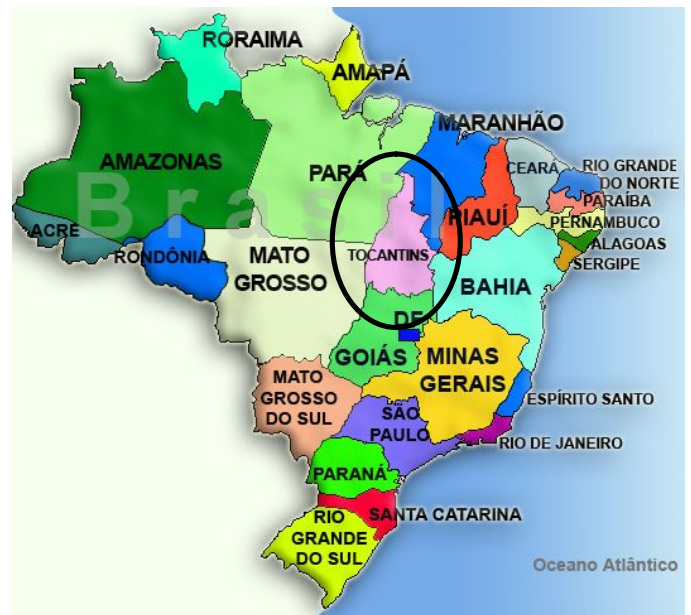 RORAIMA
AMAPÁ
MARANHÃO
AMAZONAS
PARÁ
CEARÁ
RIO GRANDE
DO NORTE
Brasil
PARAÍBA
PIAUÍ
PERNAMBUCO
ACRE
ALAGOAS
RONDÔNIA
MATO
GROSSO
TOCANTINS
SERGIPE
BAHIA
DF
GOIÁS
MINAS
GERAIS
MATO
GROSSO
DO SUL
ESPÍRITO SANTO
SÃO
PAULO
RIO DE JANEIRO
PARANÁ
SANTA CATARINA
RIO
GRANDE
DO SUL
Oceano Atlântico